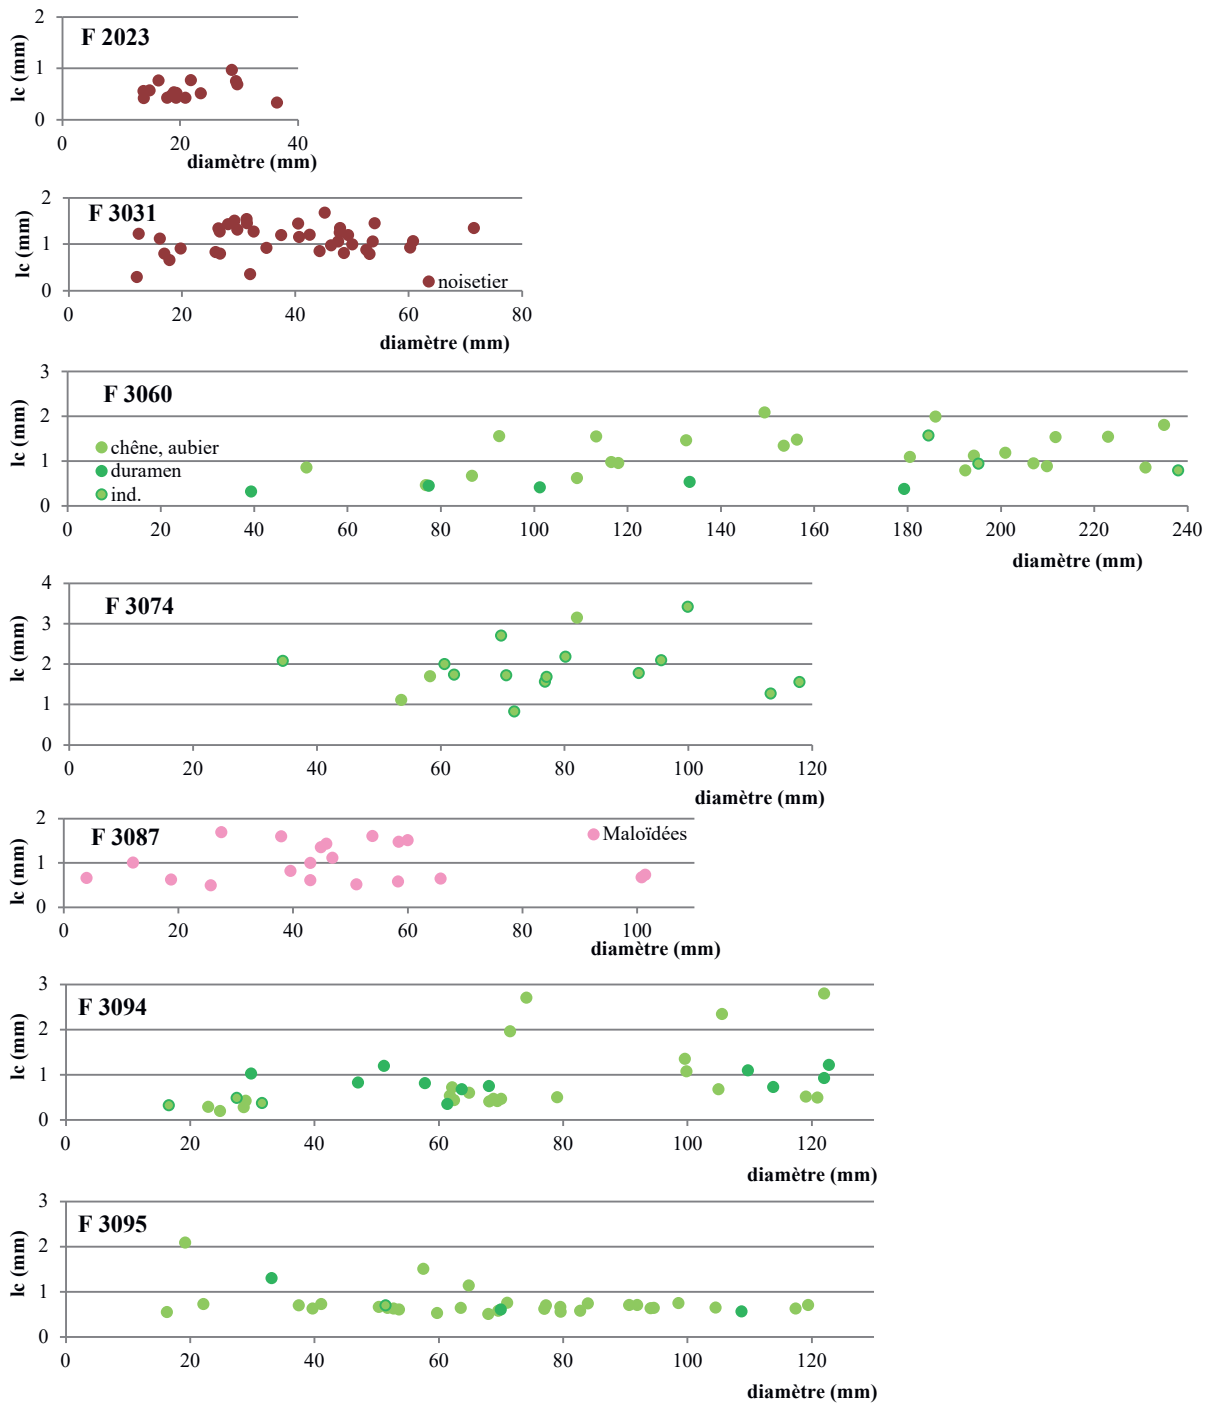 F 2023
lc (mm)
2
1
0
0 20 40
diamètre (mm)
F 3031
lc (mm)
2
1
0
noisetier
0 20 40 60 80
diamètre (mm)
F 3060
lc (mm)
3
2
1
0
chêne, aubier
duramen
ind.
0 20 40 60 80 100 120 140 160 180 200 220 240
diamètre (mm)
F 3074
lc (mm)
4
3
2
1
0
0 20 40 60 80 100 120
diamètre (mm)
F 3087
lc (mm)
2
1
0
Maloïdées
0 20 40 60 80 100
diamètre (mm)
F 3094
lc (mm)
3
2
1
0
0 20 40 60 80 100 120
diamètre (mm)
F 3095
lc (mm)
3
2
1
0
0 20 40 60 80 100 120
diamètre (mm)